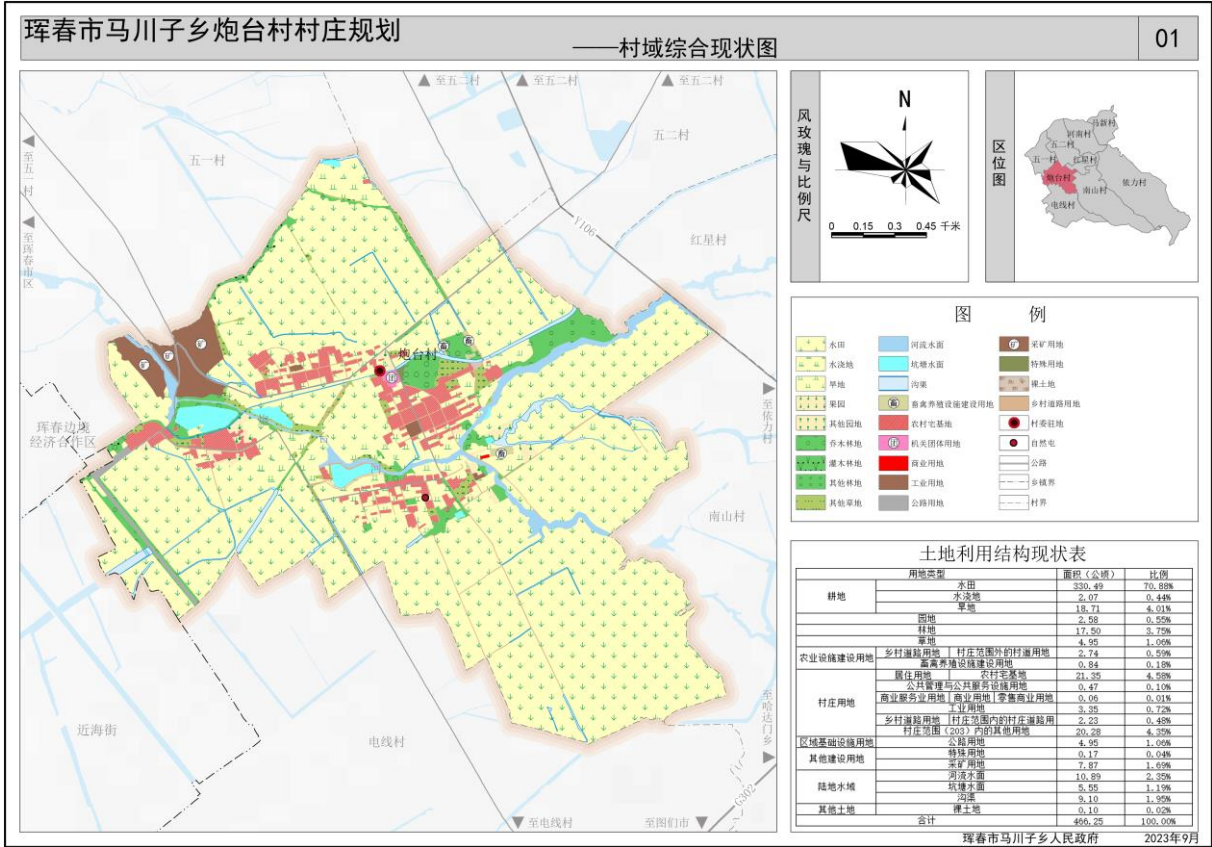 珲春市马川子乡炮台村村庄规划
——村域综合现状图
01
至五二村
至五二村
至五二村
五二村
五一村
至五一村
至珲春市区
Y106
红星村
炮台村
矿
矿
矿
畜
畜
畜
炮
台
河
珲春边境
经济合作区
至依力村
南山村
近海街
电线村
至哈达门乡
G302
至电线村
至图们市
风玫瑰与比例尺
N
0 0.15 0.3 0.45 千米
区位图
马新村
河南村
五二村
五一村
红星村
炮台村
依力村
南山村
电线村
图 例
水田
河流水面
矿 采矿用地
水浇地
坑塘水面
特殊用地
旱地
沟渠
裸土地
果园
畜 畜禽养殖设施建设用地
乡村道路用地
其他园地
农村宅基地
村委驻地
乔木林地
机关团体用地
自然屯
灌木林地
商业用地
公路
其他林地
工业用地
乡镇界
其他草地
公路用地
村界
土地利用结构现状表
用地类型 面积（公顷） 比例
耕地 水田 330.49 70.88%
水浇地 2.07 0.44%
旱地 18.71 4.01%
园地 2.58 0.55%
林地 17.50 3.75%
草地 4.95 1.06%
农业设施建设用地 乡村道路用地 村庄范围外的村道用地 2.74 0.59%
畜禽养殖设施建设用地 0.84 0.18%
村庄用地 居住用地 农村宅基地 21.35 4.58%
公共管理与公共服务设施用地 0.47 0.10%
商业服务业用地 商业用地 零售商业用地 0.06 0.01%
工业用地 3.35 0.72%
乡村道路用地 村庄范围内的村庄道路用 2.23 0.48%
村庄范围（203）内的其他用地 20.28 4.35%
区域基础设施用地 公路用地 4.95 1.06%
其他建设用地 特殊用地 0.17 0.04%
采矿用地 7.87 1.69%
陆地水域 河流水面 10.89 2.35%
坑塘水面 5.55 1.19%
沟渠 9.10 1.95%
其他土地 裸土地 0.10 0.02%
合计 466.25 100.00%
珲春市马川子乡人民政府 2023年9月